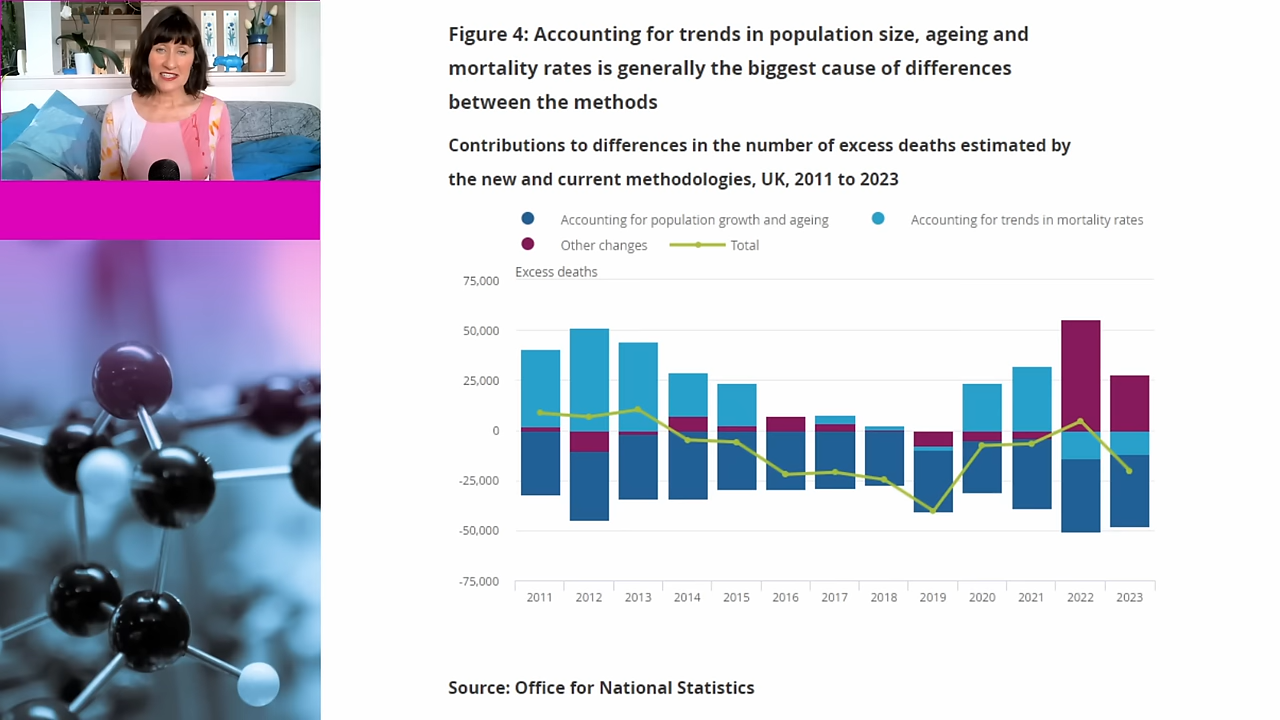 Figure 4: Accounting for trends in population size, ageing and
mortality rates is generally the biggest cause of differences
between the methods
Contributions to differences in the number of excess deaths estimated by
the new and current methodologies, UK, 2011 to 2023
Accounting for population growth and ageing
Accounting for trends in mortality rates
Other changes
Total
Excess deaths
75,000
50,000
25,000
0
-25,000
-50,000
-75,000
2011 2012 2013 2014 2015 2016 2017 2018 2019 2020 2021 2022 2023
Source: Office for National Statistics